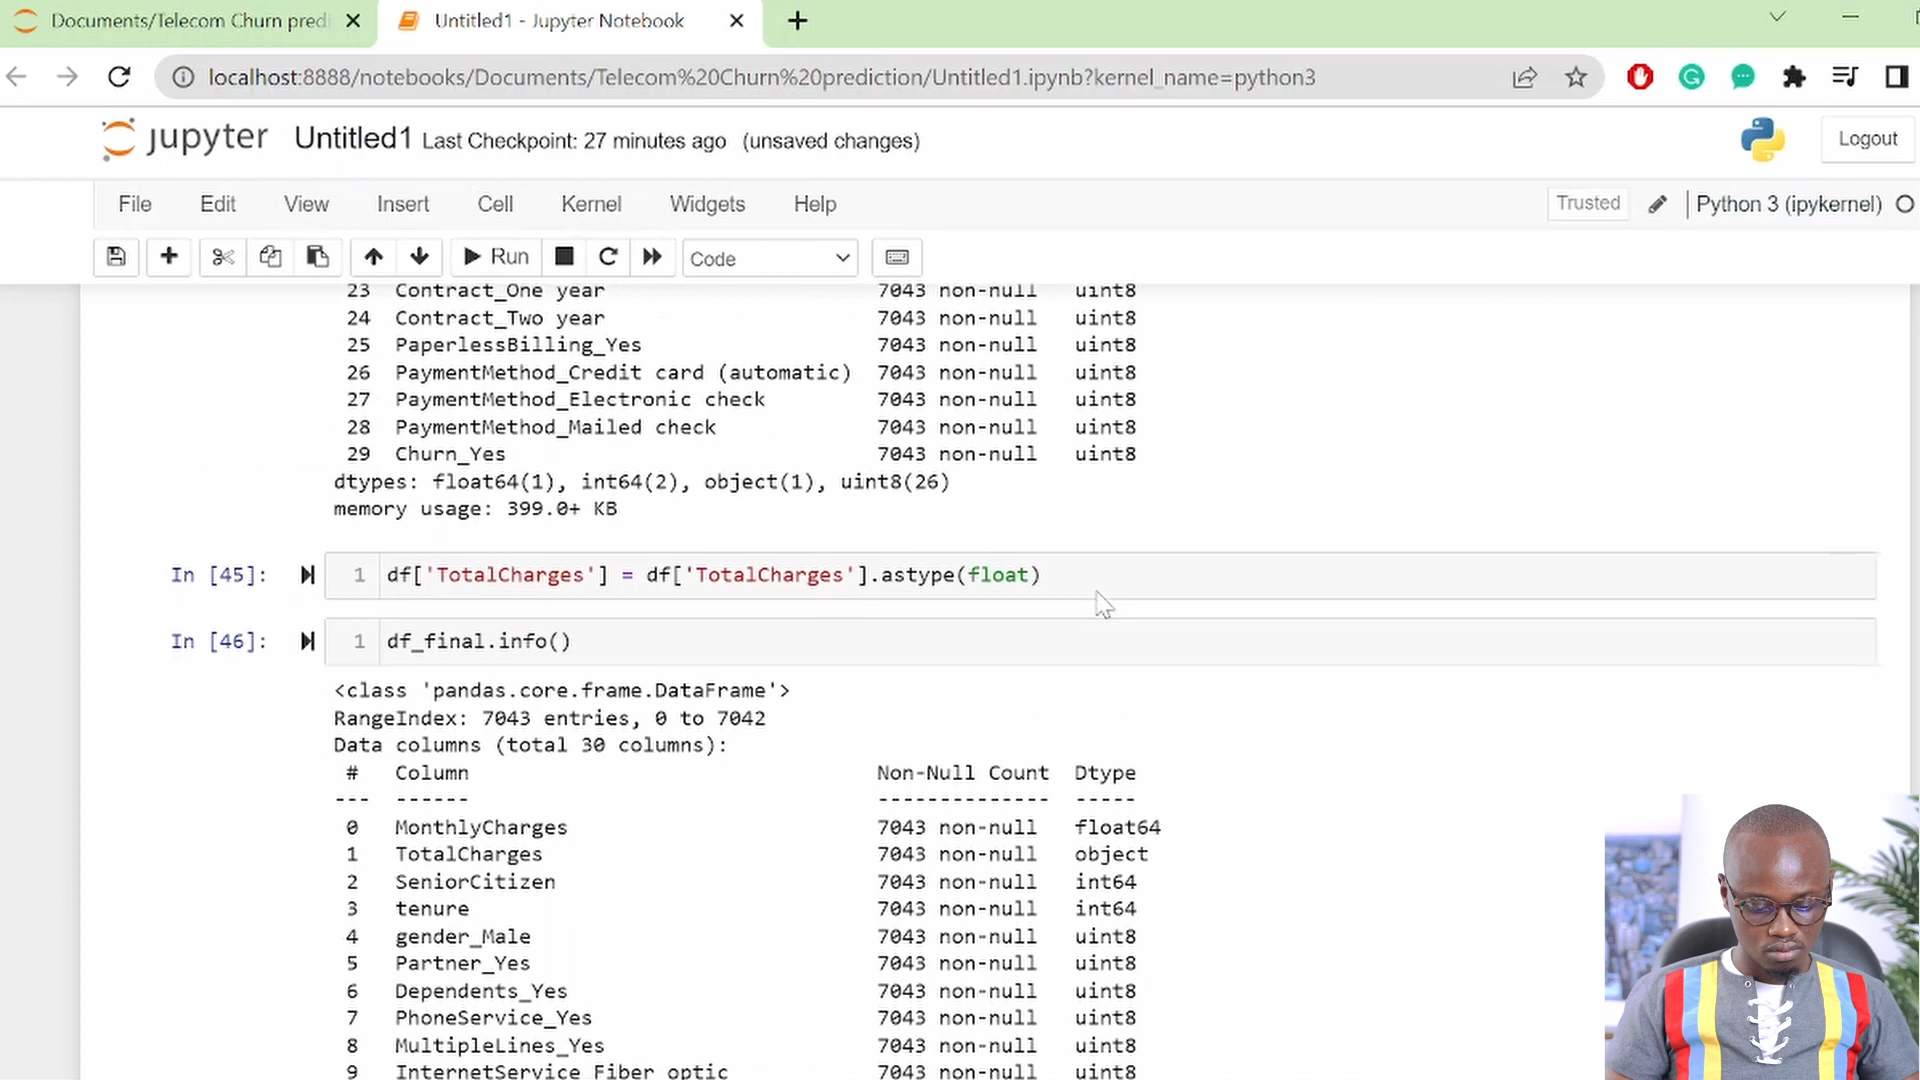 Documents/Telecom Churn predi
Untitled1 - Jupyter Notebook
localhost:8888/notebooks/Documents/Telecom%20Churn%20prediction/Untitled1.ipynb?kernel_name=python3
jupyter Untitled1 Last Checkpoint: 27 minutes ago (unsaved changes)
Logout
File Edit View Insert Cell Kernel Widgets Help
Trusted
Python 3 (ipykernel)
Run
Code
23 Contract_One year 7043 non-null uint8
24 Contract_Two year 7043 non-null uint8
25 PaperlessBilling_Yes 7043 non-null uint8
26 PaymentMethod_Credit card (automatic) 7043 non-null uint8
27 PaymentMethod_Electronic check 7043 non-null uint8
28 PaymentMethod_Mailed check 7043 non-null uint8
29 Churn_Yes 7043 non-null uint8
dtypes: float64(1), int64(2), object(1), uint8(26)
memory usage: 399.0+ KB
In [45]: 1 df['TotalCharges'] = df['TotalCharges'].astype(float)
In [46]: 1 df_final.info()
<class 'pandas.core.frame.DataFrame'>
RangeIndex: 7043 entries, 0 to 7042
Data columns (total 30 columns):
# Column Non-Null Count Dtype
--- ------ -------------- -----
0 MonthlyCharges 7043 non-null float64
1 TotalCharges 7043 non-null object
2 SeniorCitizen 7043 non-null int64
3 tenure 7043 non-null int64
4 gender_Male 7043 non-null uint8
5 Partner_Yes 7043 non-null uint8
6 Dependents_Yes 7043 non-null uint8
7 PhoneService_Yes 7043 non-null uint8
8 MultipleLines_Yes 7043 non-null uint8
9 InternetService_Fiber optic 7043 non-null uint8